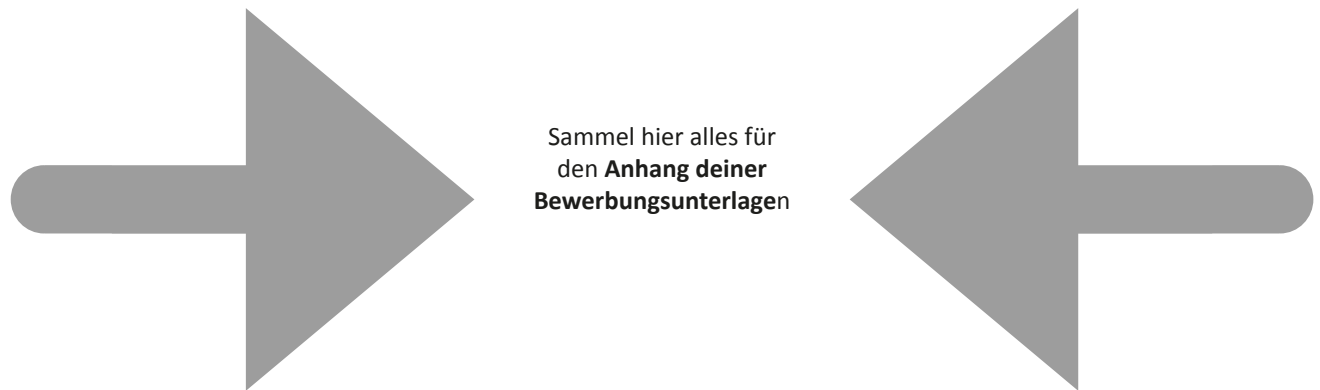 Sammel hier alles für
den Anhang deiner
Bewerbungsunterlagen